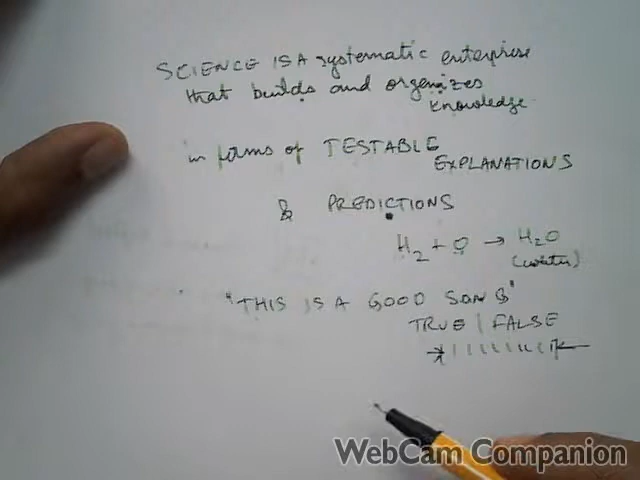 SCIENCE IS A systematic enterprise
that builds and organizes
knowledge
in forms of TESTABLE
EXPLANATIONS
& PREDICTIONS
H2 + O → H2O
(water)
"THIS IS A GOOD SONG"
TRUE | FALSE
WebCam Companion